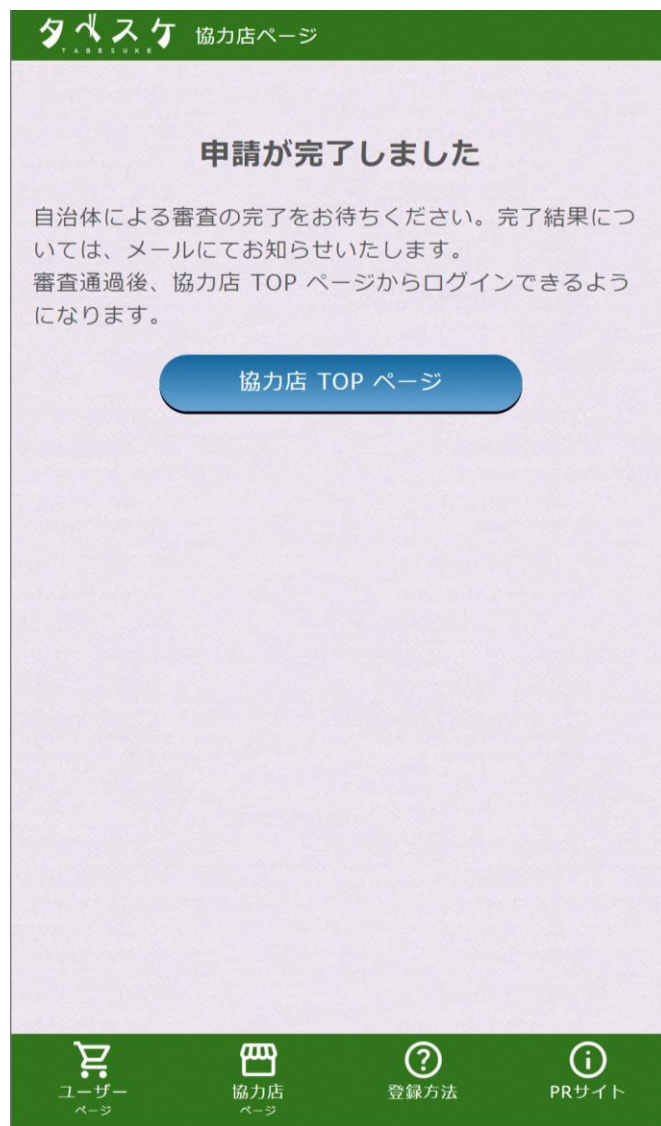 タベスケ 協力店ページ
TABESUKE
申請が完了しました
自治体による審査の完了をお待ちください。完了結果につ
いては、メールにてお知らせいたします。
審査通過後、協力店 TOP ページからログインできるよう
になります。
協力店 TOP ページ
ユーザー
ページ
協力店
ページ
登録方法
PRサイト